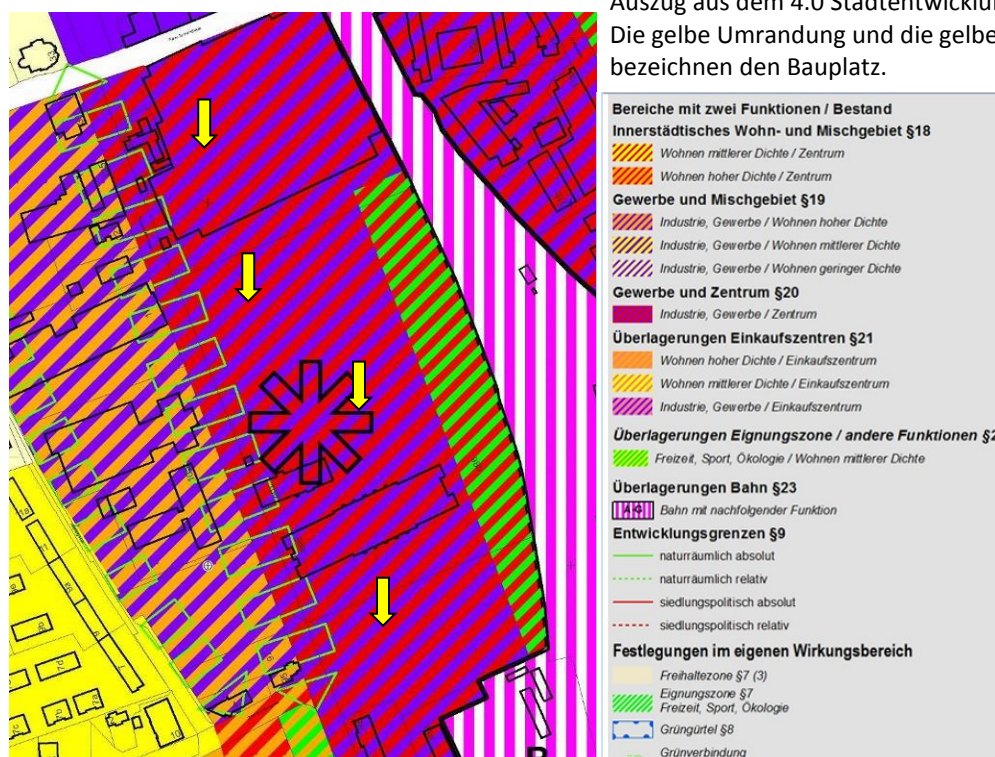 Auszug aus dem 4.0 Stadtentwicklu
Die gelbe Umrandung und die gelbe
bezeichnen den Bauplatz.
Bereiche mit zwei Funktionen / Bestand
Innerstädtisches Wohn- und Mischgebiet §18
Wohnen mittlerer Dichte / Zentrum
Wohnen hoher Dichte / Zentrum
Gewerbe und Mischgebiet §19
Industrie, Gewerbe / Wohnen hoher Dichte
Industrie, Gewerbe / Wohnen mittlerer Dichte
Industrie, Gewerbe / Wohnen geringer Dichte
Gewerbe und Zentrum §20
Industrie, Gewerbe / Zentrum
Überlagerungen Einkaufszentren §21
Wohnen hoher Dichte / Einkaufszentrum
Wohnen mittlerer Dichte / Einkaufszentrum
Industrie, Gewerbe / Einkaufszentrum
Überlagerungen Eignungszone / andere Funktionen §2
Freizeit, Sport, Ökologie / Wohnen mittlerer Dichte
Überlagerungen Bahn §23
Bahn mit nachfolgender Funktion
Entwicklungsgrenzen §9
naturräumlich absolut
naturräumlich relativ
siedlungspolitisch absolut
siedlungspolitisch relativ
Festlegungen im eigenen Wirkungsbereich
Freihaltezone §7 (3)
Eignungszone §7
Freizeit, Sport, Ökologie
Grüngürtel §8
Grünverbindung